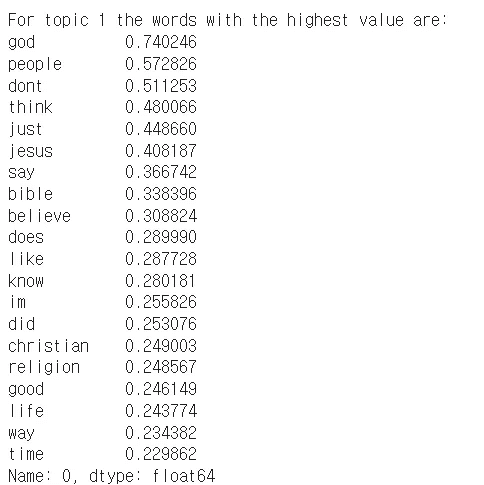 For topic 1 the words with the highest value are:
god 0.740246
people 0.572826
dont 0.511253
think 0.480066
just 0.448660
jesus 0.408187
say 0.366742
bible 0.338396
believe 0.308824
does 0.289990
like 0.287728
know 0.280181
im 0.255826
did 0.253076
christian 0.249003
religion 0.248567
good 0.246149
life 0.243774
way 0.234382
time 0.229862
Name: 0, dtype: float64